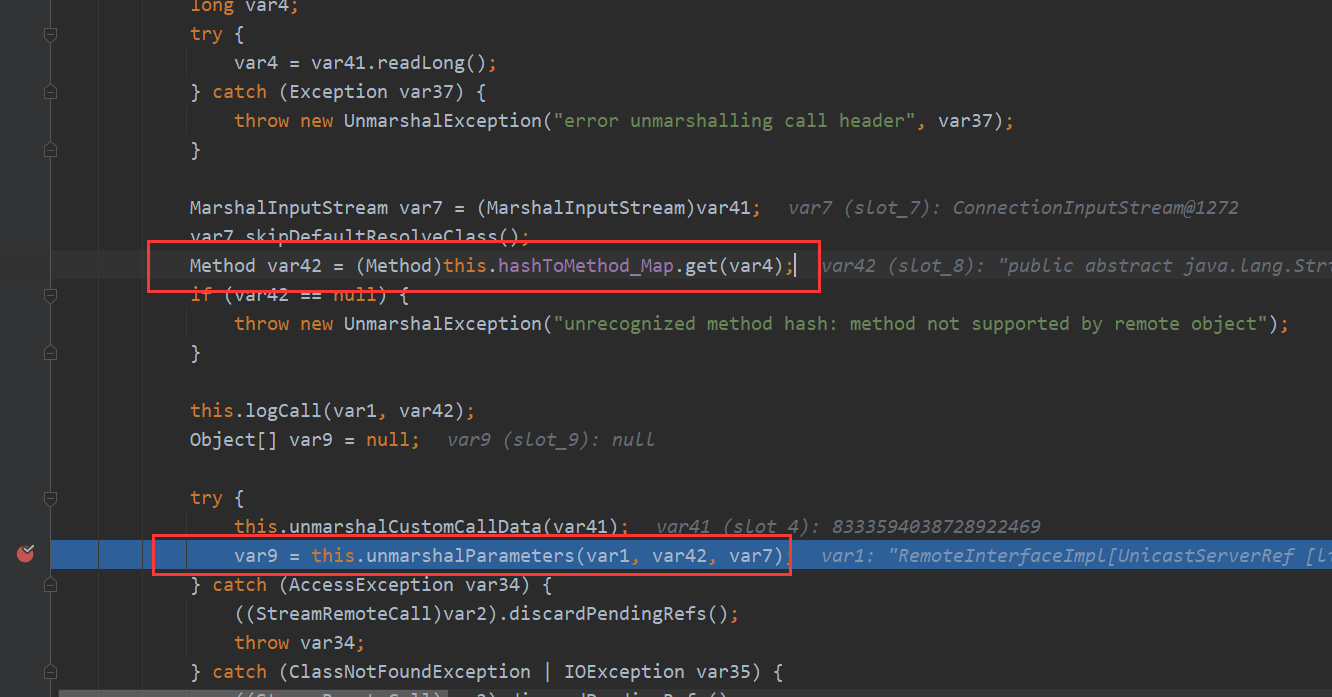 long var4;
try {
var4 = var41.readLong();
} catch (Exception var37) {
throw new UnmarshalException("error unmarshalling call header", var37);
}
MarshalInputStream var7 = (MarshalInputStream)var41; var7 (slot_7): ConnectionInputStream@1272
var7.skipDefaultResolveClass();
Method var42 = (Method)this.hashToMethod_Map.get(var4); var42 (slot_8): "public abstract java.lang.Stri
if (var42 == null) {
throw new UnmarshalException("unrecognized method hash: method not supported by remote object");
}
this.logCall(var1, var42);
Object[] var9 = null; var9 (slot_9): null
try {
this.unmarshalCustomCallData(var41); var41 (slot_4): 8333594038728922469
var9 = this.unmarshalParameters(var1, var42, var7); var1: "RemoteInterfaceImpl[UnicastServerRef [li
} catch (AccessException var34) {
((StreamRemoteCall)var2).discardPendingRefs();
throw var34;
} catch (ClassNotFoundException | IOException var35) {